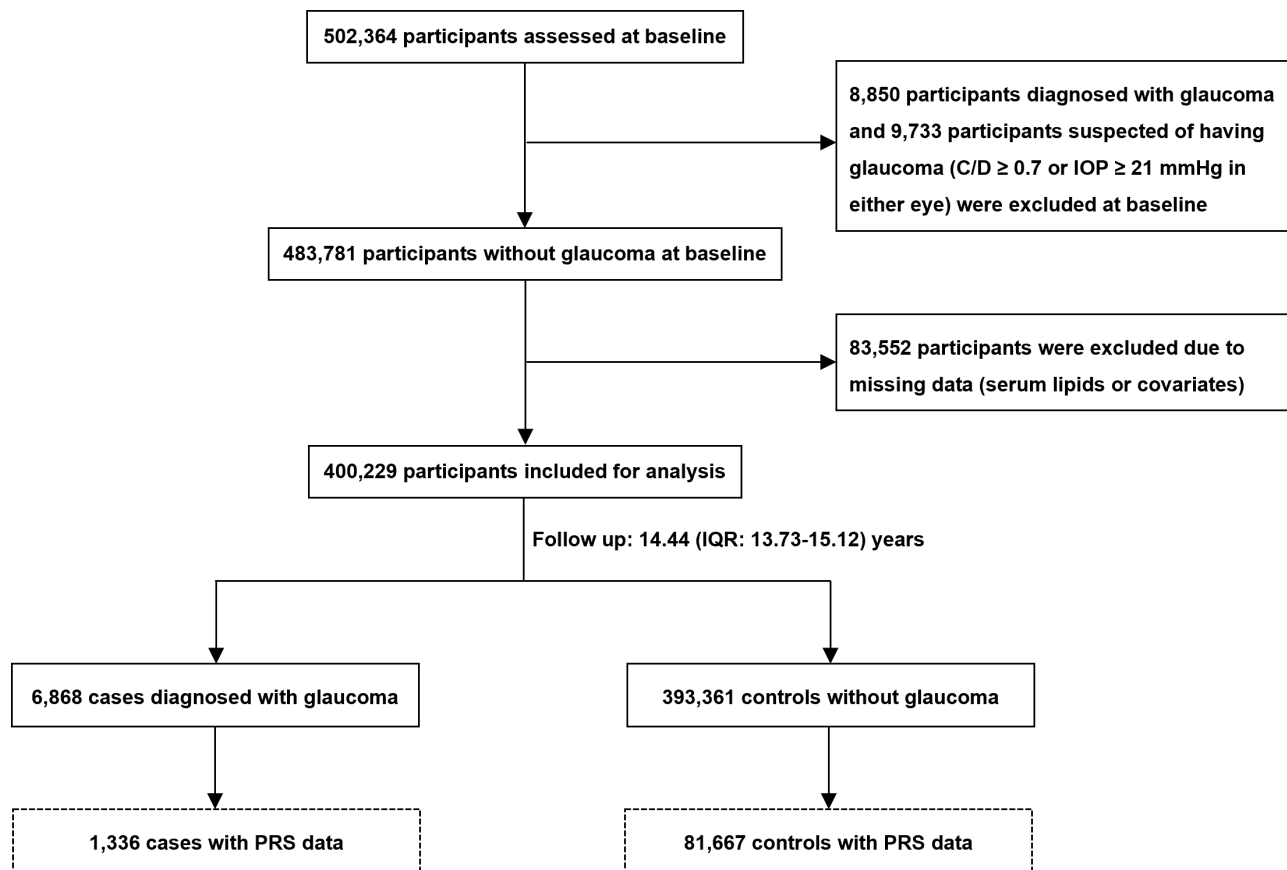 502,364 participants assessed at baseline
8,850 participants diagnosed with glaucoma
and 9,733 participants suspected of having
glaucoma (C/D ≥ 0.7 or IOP ≥ 21 mmHg in
either eye) were excluded at baseline
483,781 participants without glaucoma at baseline
83,552 participants were excluded due to
missing data (serum lipids or covariates)
400,229 participants included for analysis
Follow up: 14.44 (IQR: 13.73-15.12) years
6,868 cases diagnosed with glaucoma
393,361 controls without glaucoma
1,336 cases with PRS data
81,667 controls with PRS data